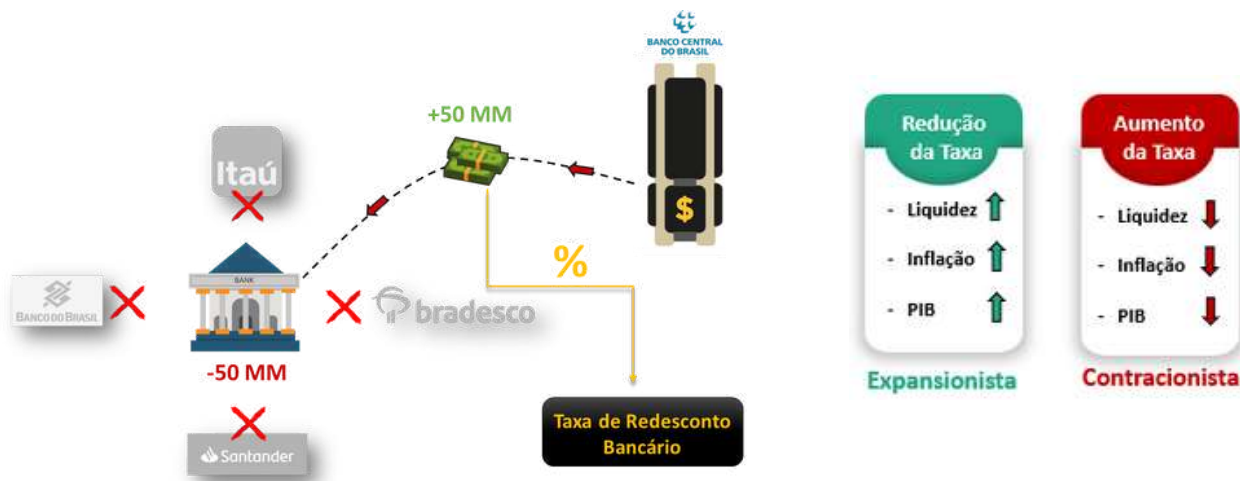 BANCO CENTRAL
DO BRASIL
+50 MM
Itaú
$
%
BANCO DO BRASIL
BANK
bradesco
-50 MM
Santander
Taxa de Redesconto
Bancário
Redução
da Taxa
- Liquidez
- Inflação
- PIB
Expansionista
Aumento
da Taxa
- Liquidez
- Inflação
- PIB
Contracionista